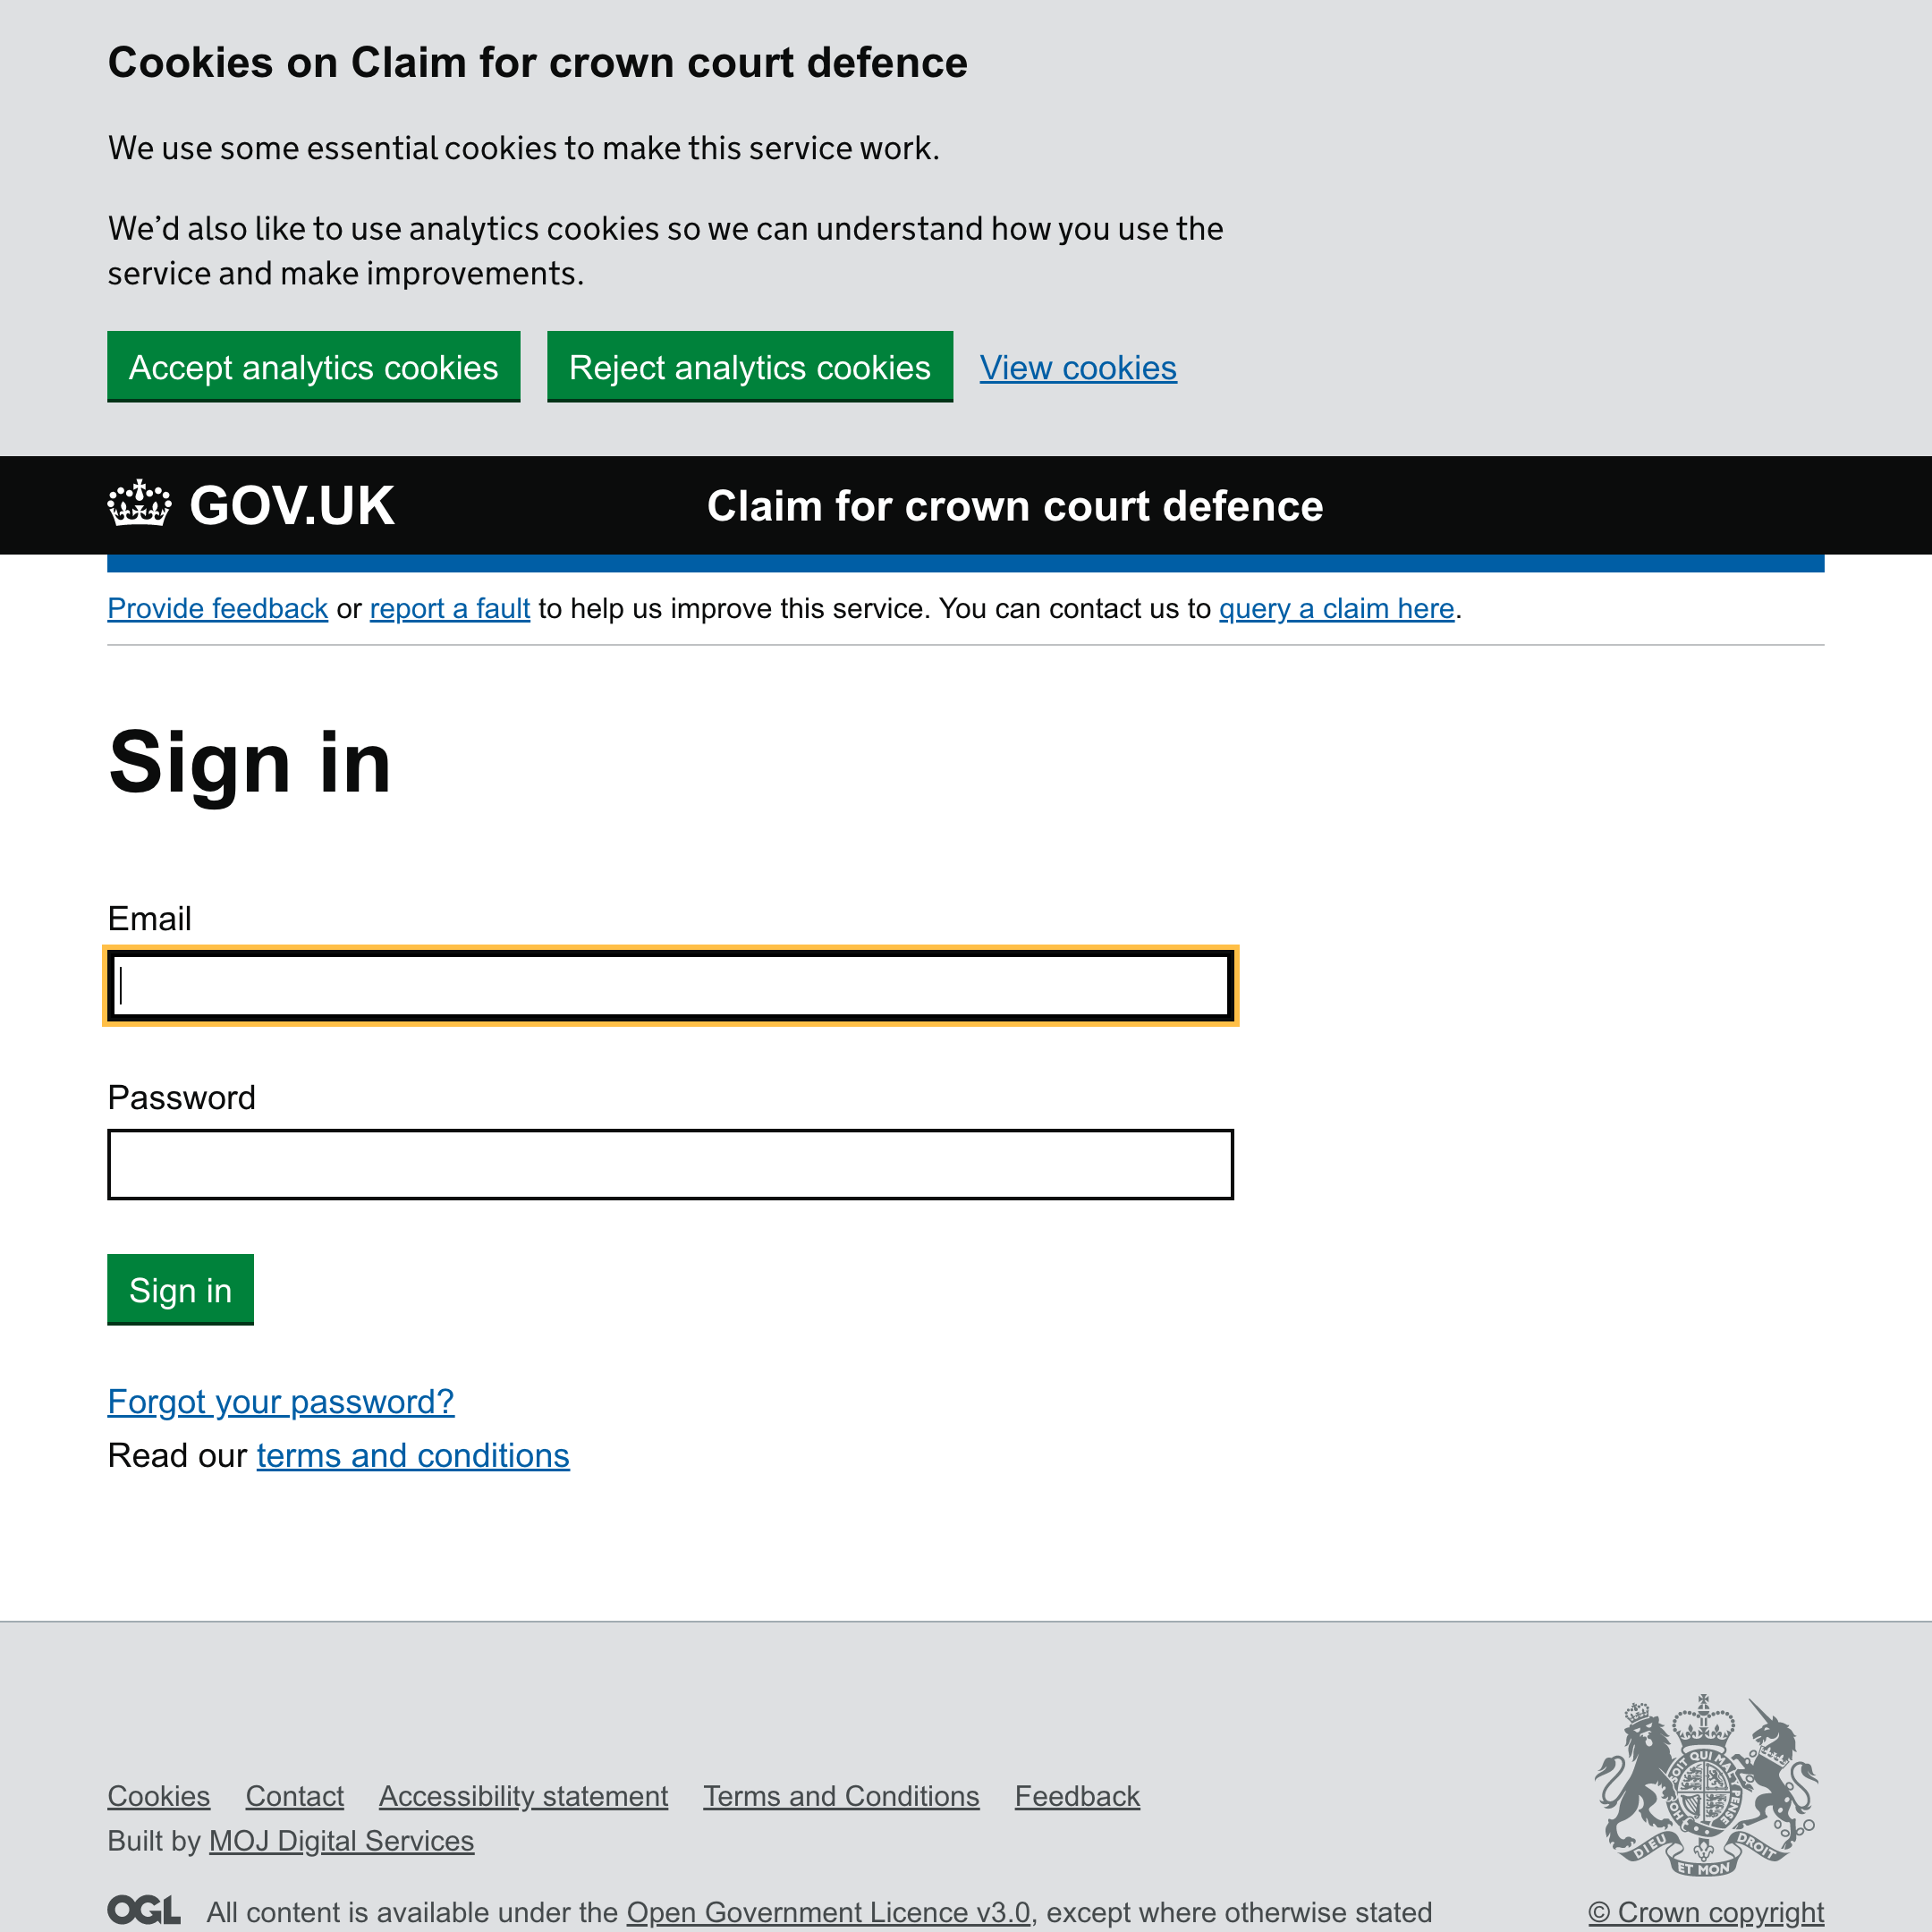 Cookies on Claim for crown court defence
We use some essential cookies to make this service work.
We’d also like to use analytics cookies so we can understand how you use the
service and make improvements.
Accept analytics cookies Reject analytics cookies View cookies
GOV.UK Claim for crown court defence
Provide feedback or report a fault to help us improve this service. You can contact us to query a claim here.
Sign in
Email
Password
Sign in
Forgot your password?
Read our terms and conditions
Cookies Contact Accessibility statement Terms and Conditions Feedback
Built by MOJ Digital Services
OGL All content is available under the Open Government Licence v3.0, except where otherwise stated
DIEU ET MON DROIT
© Crown copyright